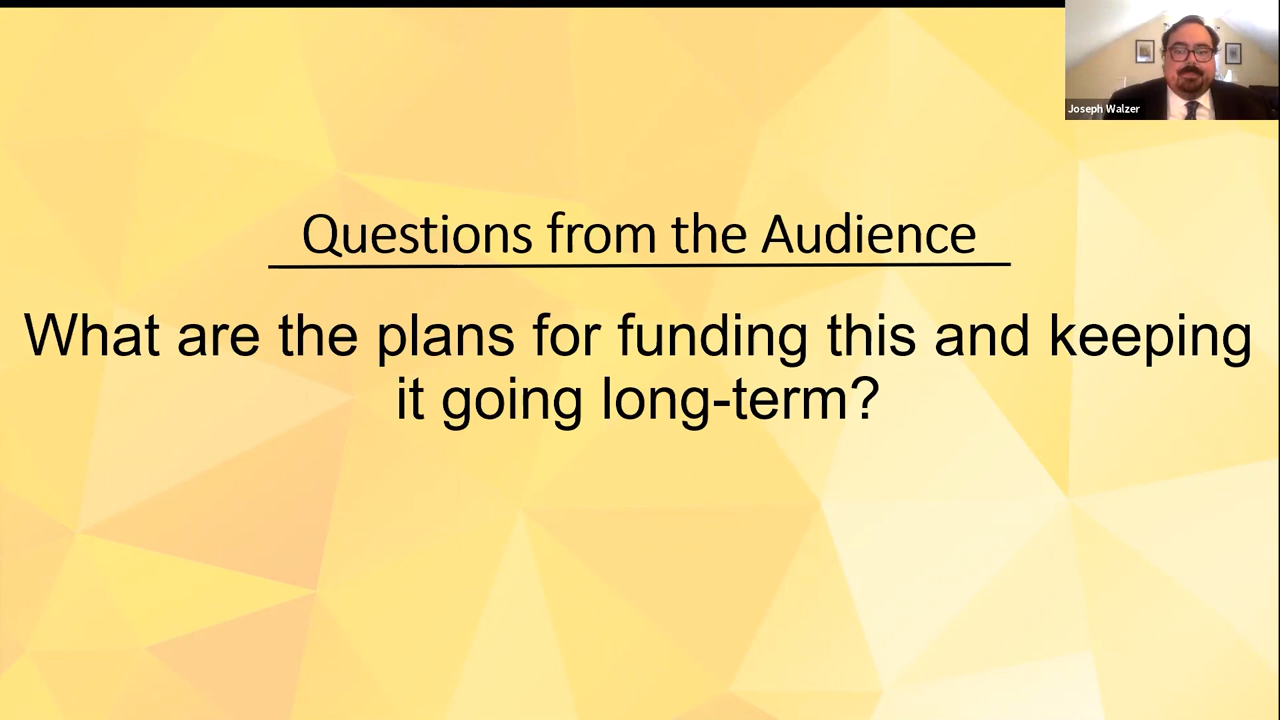 Joseph Walzer
Questions from the Audience
What are the plans for funding this and keeping
it going long-term?